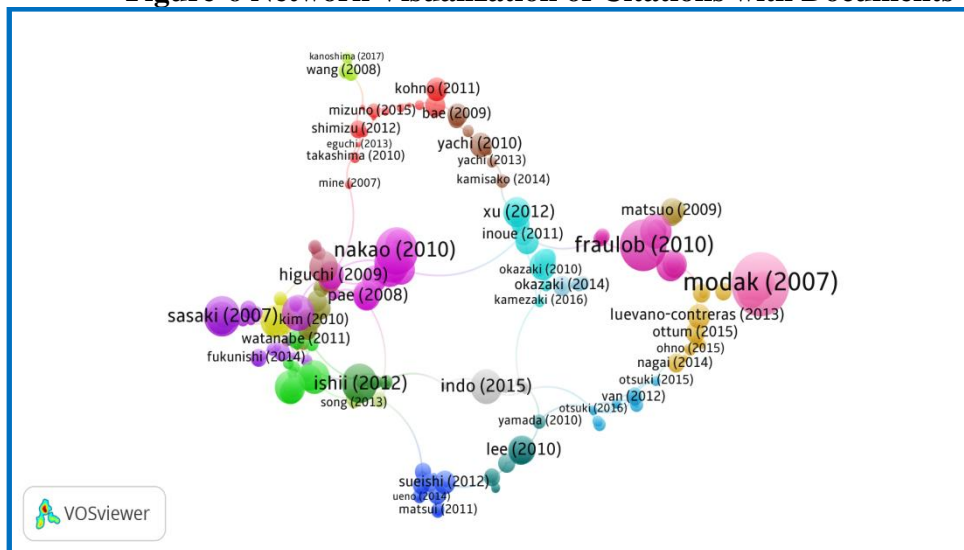 Figure 6 Network Visualization of Citations with Documents
kanoshima (2017)
wang (2008)
kohno (2011)
mizuno (2015)
bae (2009)
shimizu (2012)
eguchi (2013)
takashima (2010)
yachi (2010)
yachi (2013)
mine (2007)
kamisako (2014)
xu (2012)
matsuo (2009)
inoue (2011)
fraulob (2010)
nakao (2010)
higuchi (2009)
okazaki (2010)
okazaki (2014)
modak (2007)
pae (2008)
kamezaki (2016)
sasaki (2007)
kim (2010)
luevano-contreras (2013)
watanabe (2011)
ottum (2015)
fukunishi (2014)
ohno (2015)
nagai (2014)
ishii (2012)
indo (2015)
otsuki (2015)
song (2013)
van (2012)
otsuki (2016)
yamada (2010)
lee (2010)
sueishi (2012)
ueno (2014)
matsui (2011)
VOSviewer